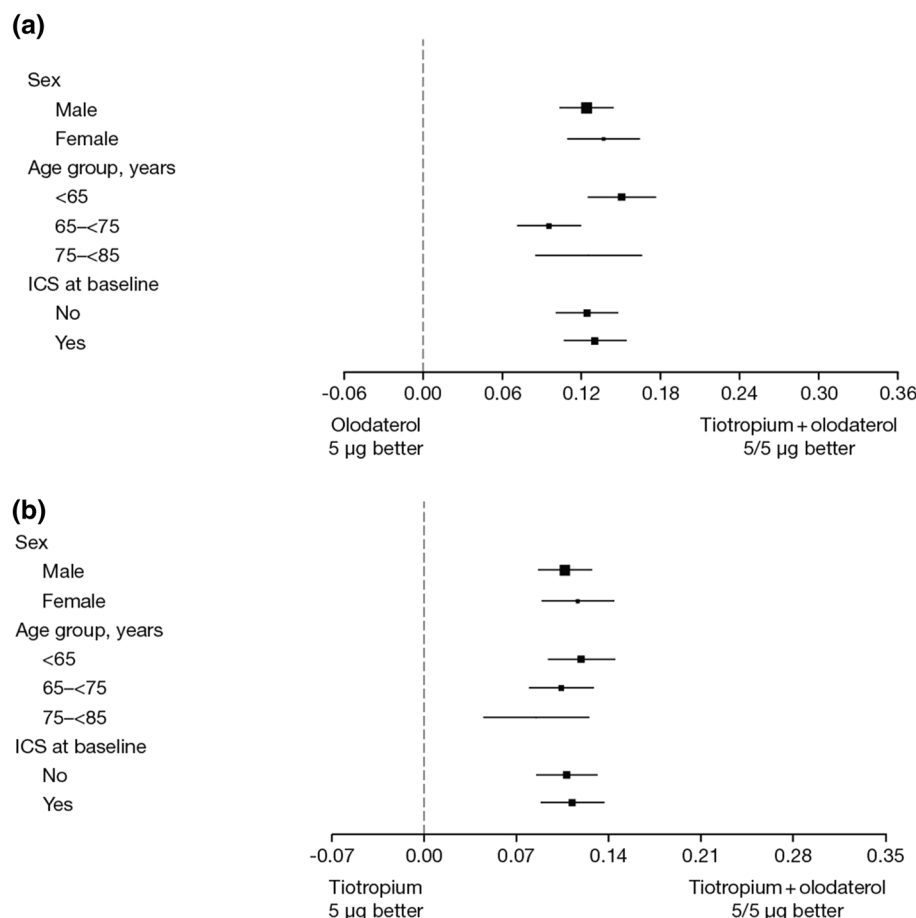 (a)
Sex
Male
Female
Age group, years
<65
65–<75
75–<85
ICS at baseline
No
Yes
-0.06 0.00 0.06 0.12 0.18 0.24 0.30 0.36
Olodaterol Tiotropium + olodaterol
5 µg better 5/5 µg better
(b)
Sex
Male
Female
Age group, years
<65
65–<75
75–<85
ICS at baseline
No
Yes
-0.07 0.00 0.07 0.14 0.21 0.28 0.35
Tiotropium Tiotropium + olodaterol
5 µg better 5/5 µg better